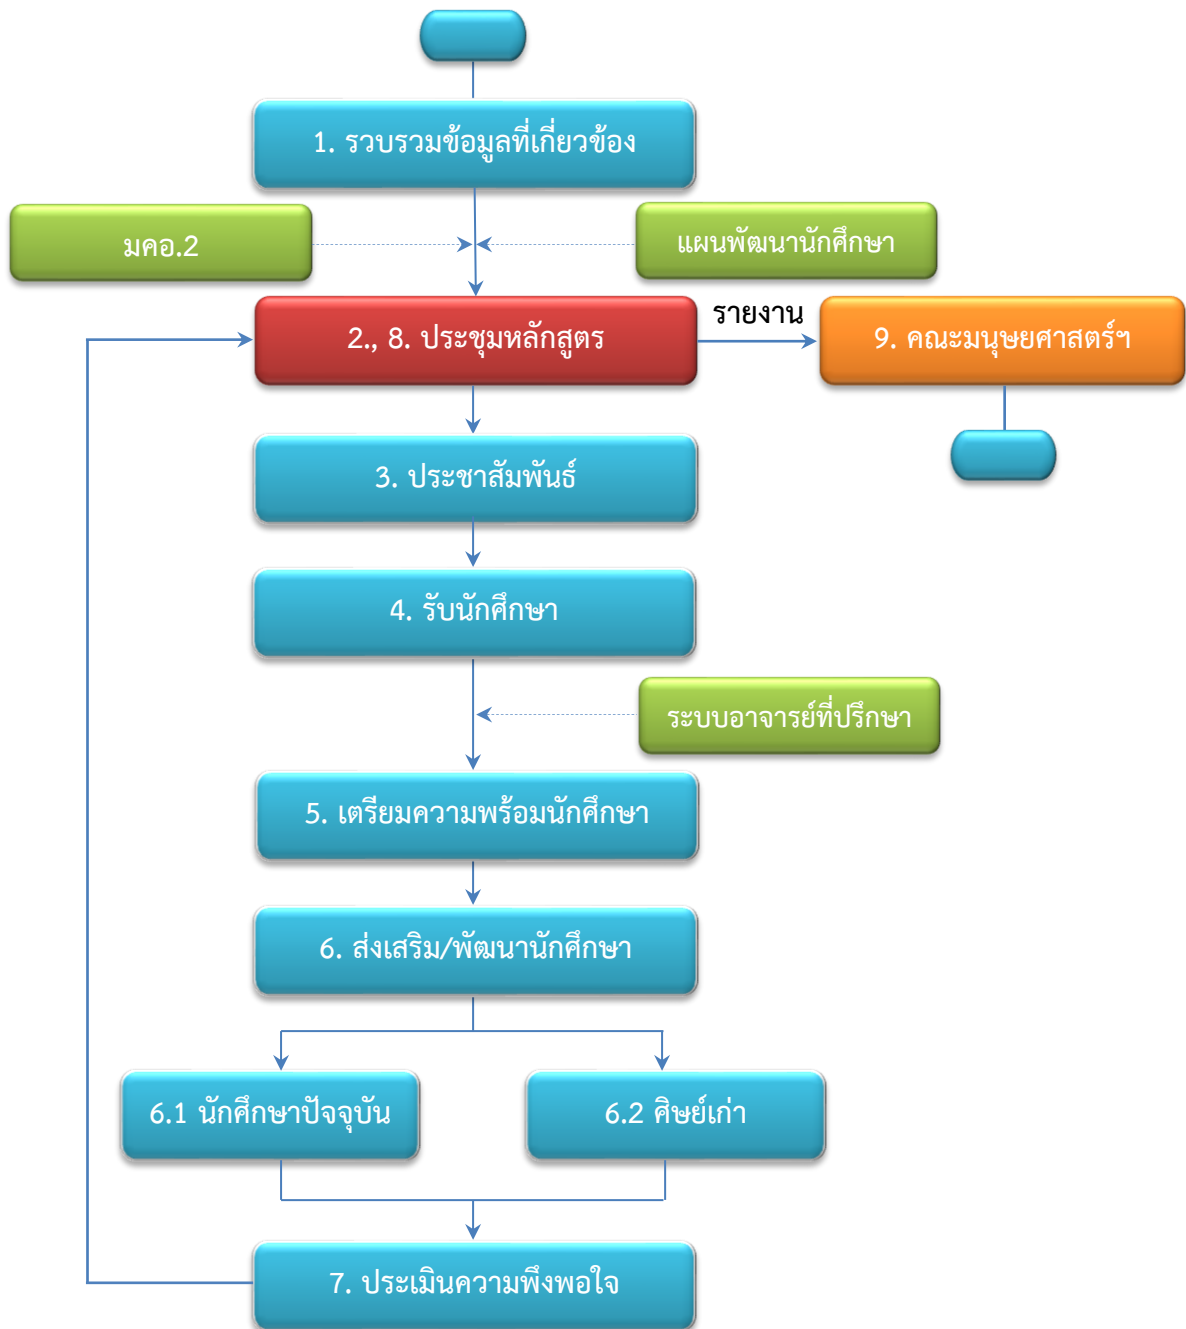 1. รวบรวมข้อมูลที่เกี่ยวข้อง
มคอ.2
แผนพัฒนานักศึกษา
2., 8. ประชุมหลักสูตร
รายงาน
9. คณะมนุษยศาสตร์ฯ
3. ประชาสัมพันธ์
4. รับนักศึกษา
ระบบอาจารย์ที่ปรึกษา
5. เตรียมความพร้อมนักศึกษา
6. ส่งเสริม/พัฒนานักศึกษา
6.1 นักศึกษาปัจจุบัน
6.2 ศิษย์เก่า
7. ประเมินความพึงพอใจ